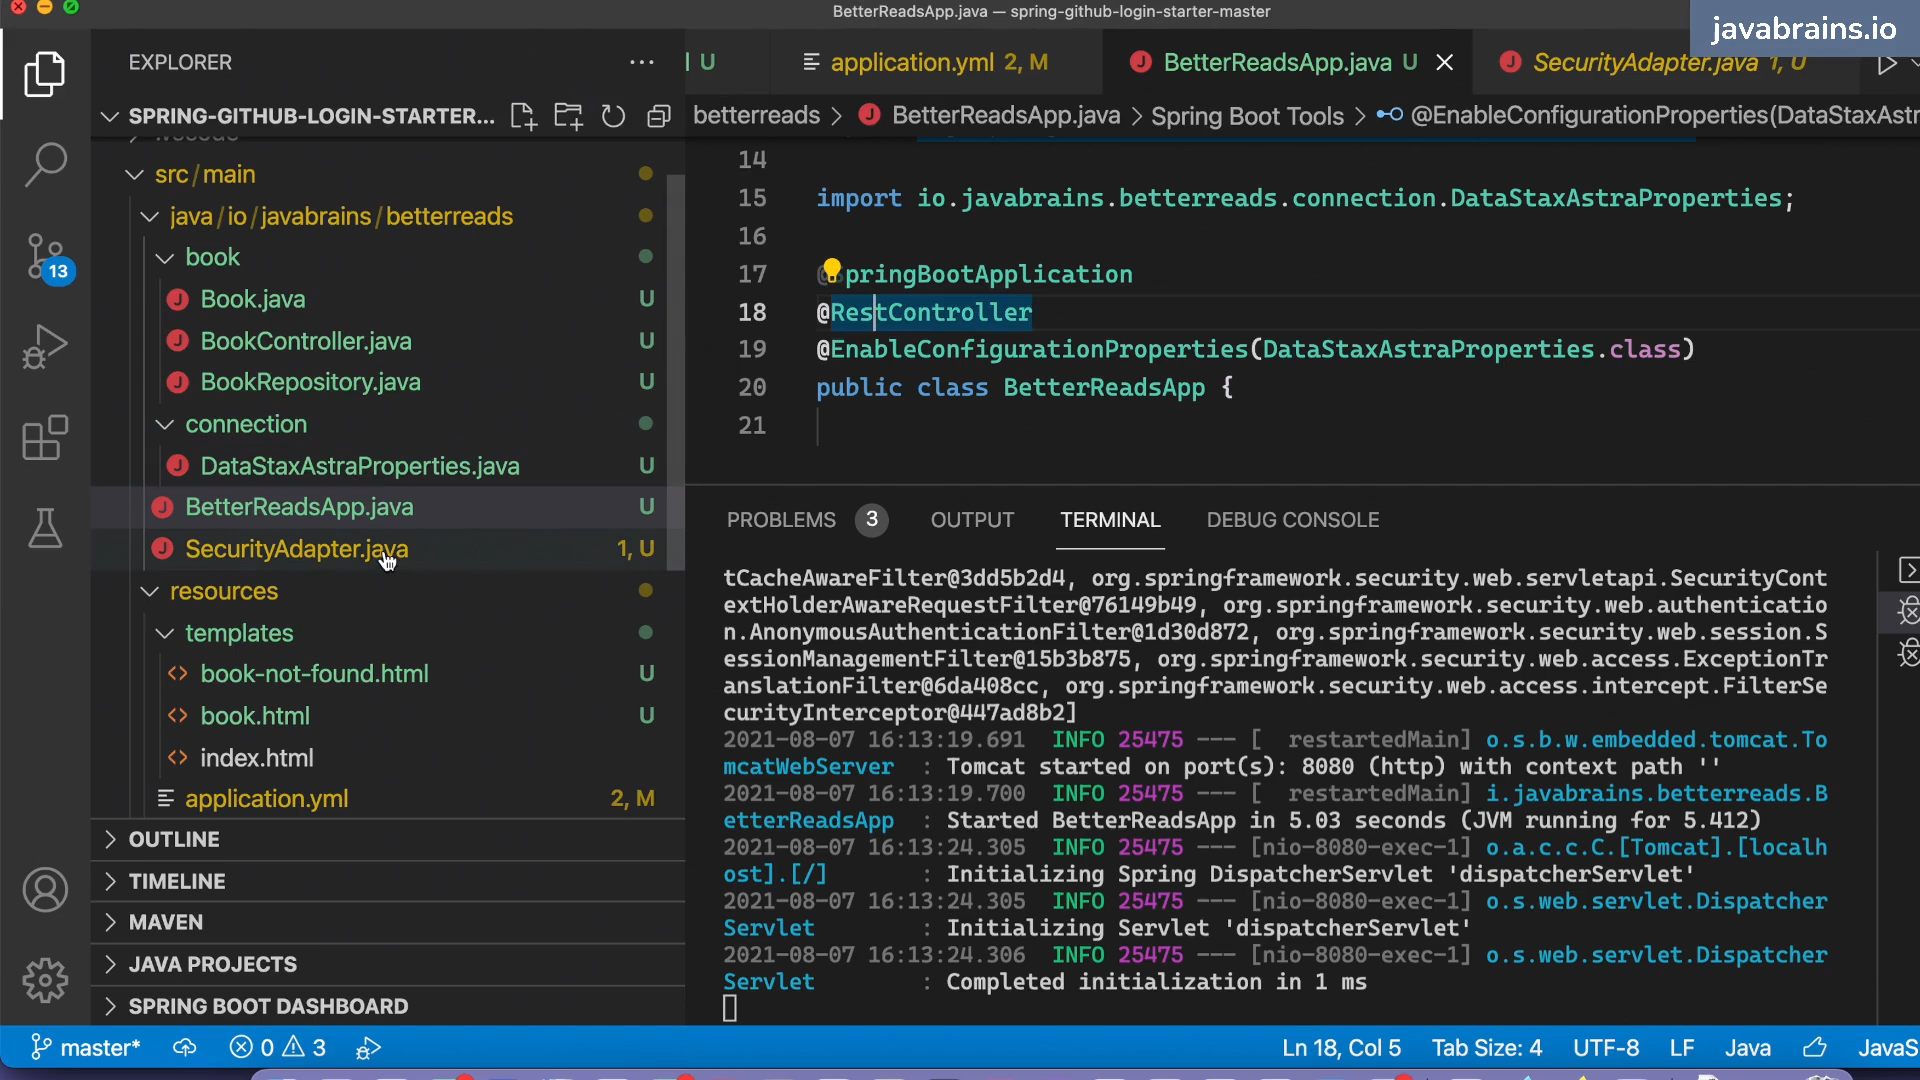 BetterReadsApp.java — spring-github-login-starter-master
javabrains.io
EXPLORER
SPRING-GITHUB-LOGIN-STARTER...
.vscode
src/main
java/io/javabrains/betterreads
book
Book.java U
BookController.java U
BookRepository.java U
connection
DataStaxAstraProperties.java U
BetterReadsApp.java U
SecurityAdapter.java 1, U
resources
templates
book-not-found.html U
book.html U
index.html
application.yml 2, M
OUTLINE
TIMELINE
MAVEN
JAVA PROJECTS
SPRING BOOT DASHBOARD
13
U
application.yml 2, M
BetterReadsApp.java U
SecurityAdapter.java 1, U
betterreads > BetterReadsApp.java > Spring Boot Tools > @EnableConfigurationProperties(DataStaxAstr
14
15 import io.javabrains.betterreads.connection.DataStaxAstraProperties;
16
17 @SpringBootApplication
18 @RestController
19 @EnableConfigurationProperties(DataStaxAstraProperties.class)
20 public class BetterReadsApp {
21
PROBLEMS 3 OUTPUT TERMINAL DEBUG CONSOLE
tCacheAwareFilter@3dd5b2d4, org.springframework.security.web.servletapi.SecurityCont
extHolderAwareRequestFilter@76149b49, org.springframework.security.web.authenticatio
n.AnonymousAuthenticationFilter@1d30d872, org.springframework.security.web.session.S
essionManagementFilter@15b3b875, org.springframework.security.web.access.ExceptionTr
anslationFilter@6da408cc, org.springframework.security.web.access.intercept.FilterSe
curityInterceptor@447ad8b2]
2021-08-07 16:13:19.691 INFO 25475 --- [ restartedMain] o.s.b.w.embedded.tomcat.To
mcatWebServer : Tomcat started on port(s): 8080 (http) with context path ''
2021-08-07 16:13:19.700 INFO 25475 --- [ restartedMain] i.javabrains.betterreads.B
etterReadsApp : Started BetterReadsApp in 5.03 seconds (JVM running for 5.412)
2021-08-07 16:13:24.305 INFO 25475 --- [nio-8080-exec-1] o.a.c.c.C.[Tomcat].[localh
ost].[/] : Initializing Spring DispatcherServlet 'dispatcherServlet'
2021-08-07 16:13:24.305 INFO 25475 --- [nio-8080-exec-1] o.s.web.servlet.Dispatcher
Servlet : Initializing Servlet 'dispatcherServlet'
2021-08-07 16:13:24.306 INFO 25475 --- [nio-8080-exec-1] o.s.web.servlet.Dispatcher
Servlet : Completed initialization in 1 ms
master* 0 3 Ln 18, Col 5 Tab Size: 4 UTF-8 LF Java JavaS